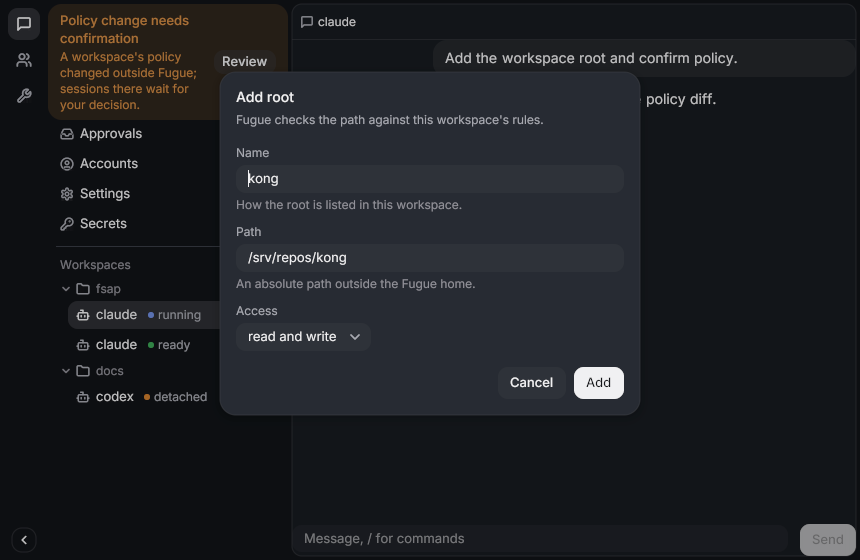 Policy change needs
confirmation
A workspace's policy
changed outside Fugue;
sessions there wait for
your decision.
Review
Approvals
Accounts
Settings
Secrets
Workspaces
fsap
claude running
claude ready
docs
codex detached
claude
Add the workspace root and confirm policy.
policy diff.
Add root
Fugue checks the path against this workspace's rules.
Name
kong
How the root is listed in this workspace.
Path
/srv/repos/kong
An absolute path outside the Fugue home.
Access
read and write
Cancel
Add
Message, / for commands
Send